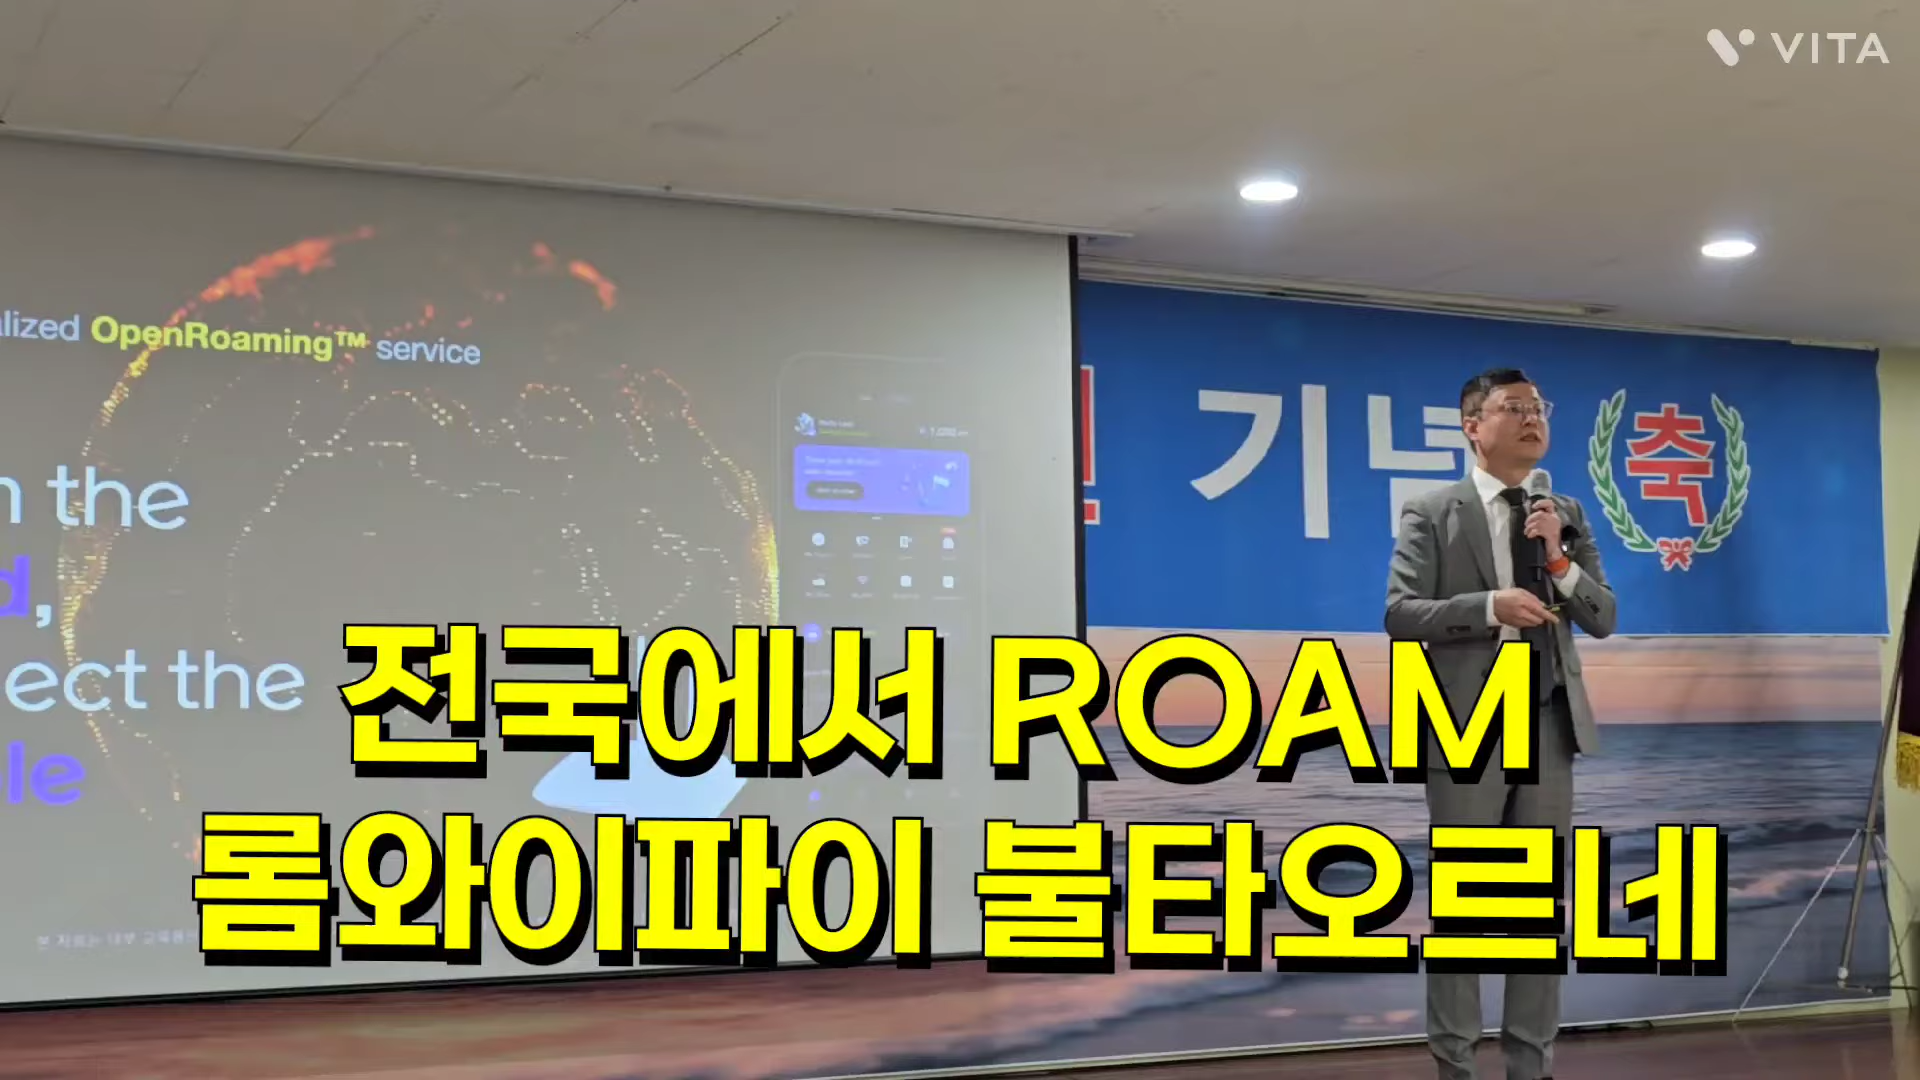 VITA
OpenRoaming™ service
n the
d,
ect the
le
기념
축
전국에서 ROAM
롬와이파이 불타오르네